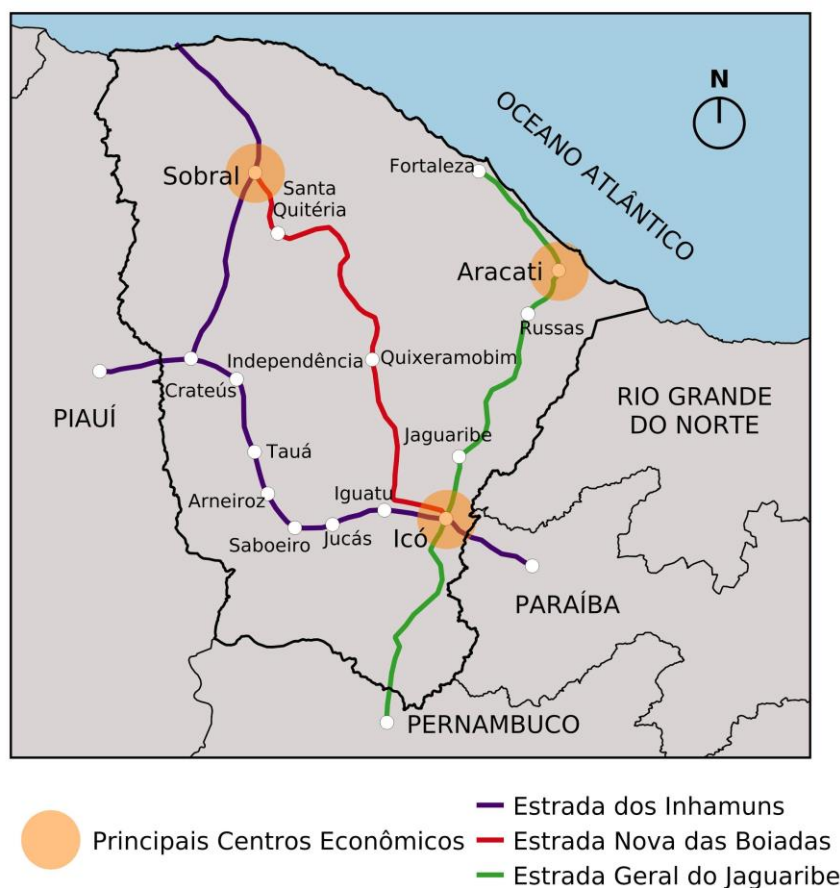 N
OCEANO ATLÂNTICO
Fortaleza
Sobral
Santa
Quitéria
Aracati
Russas
Independência
Quixeramobim
Crateús
PIAUÍ
RIO GRANDE
DO NORTE
Jaguaribe
Tauá
Arneiroz
Iguatu
Saboeiro
Jucás
Icó
PARAÍBA
PERNAMBUCO
Principais Centros Econômicos
Estrada dos Inhamuns
Estrada Nova das Boiadas
Estrada Geral do Jaguaribe